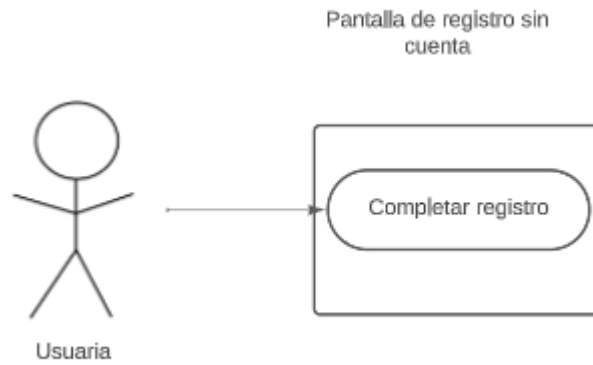 Pantalla de registro sin
cuenta
Completar registro
Usuaria